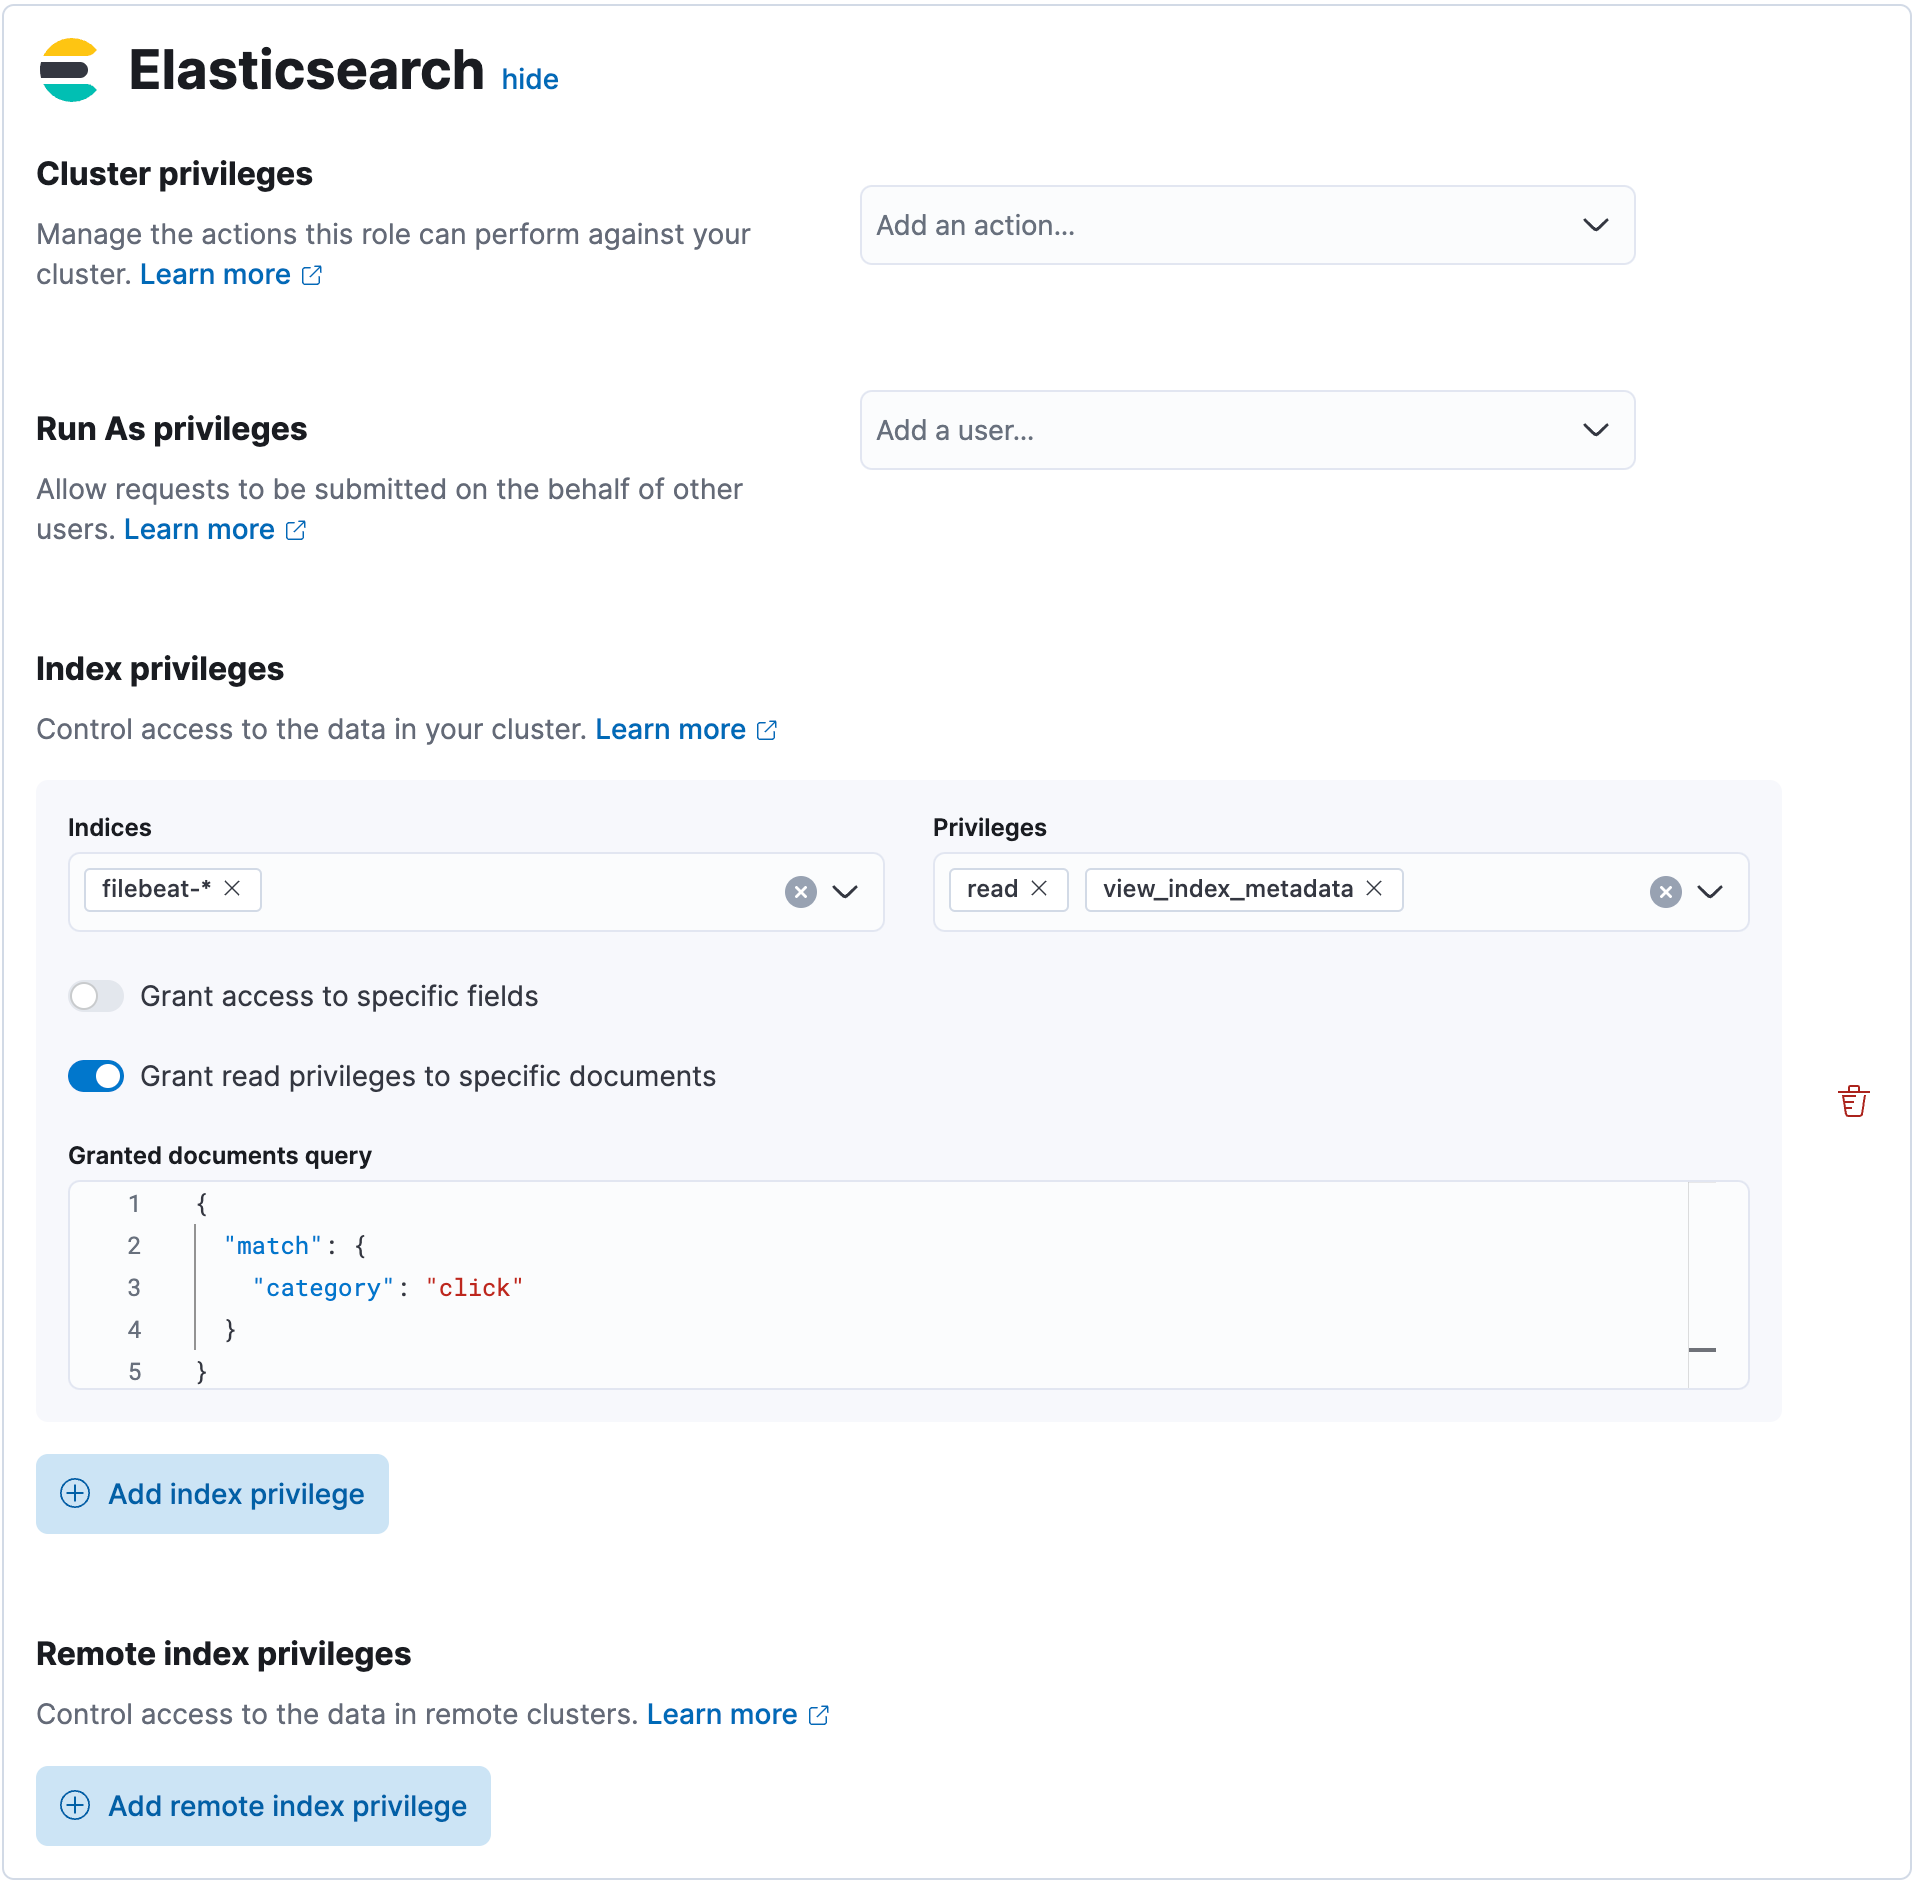 Elasticsearch hide
Cluster privileges
Manage the actions this role can perform against your
cluster. Learn more
Add an action...
Run As privileges
Allow requests to be submitted on the behalf of other
users. Learn more
Add a user...
Index privileges
Control access to the data in your cluster. Learn more
Indices
filebeat-*
Privileges
read view_index_metadata
Grant access to specific fields
Grant read privileges to specific documents
Granted documents query
1 {
2 "match": {
3 "category": "click"
4 }
5 }
Add index privilege
Remote index privileges
Control access to the data in remote clusters. Learn more
Add remote index privilege